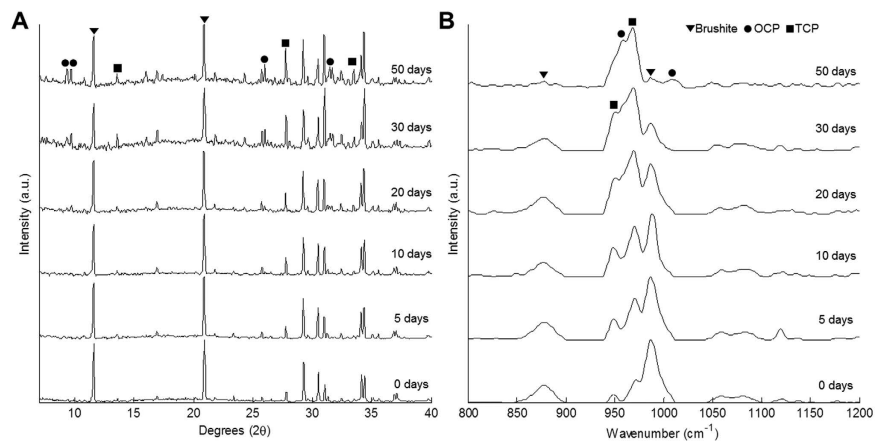 A
50 days
30 days
20 days
10 days
5 days
0 days
Intensity (a.u.)
10 15 20 25 30 35 40
Degrees (2θ)
B
Brushite OCP TCP
50 days
30 days
20 days
10 days
5 days
0 days
Intensity (a.u.)
800 850 900 950 1000 1050 1100 1150 1200
Wavenumber (cm⁻¹)